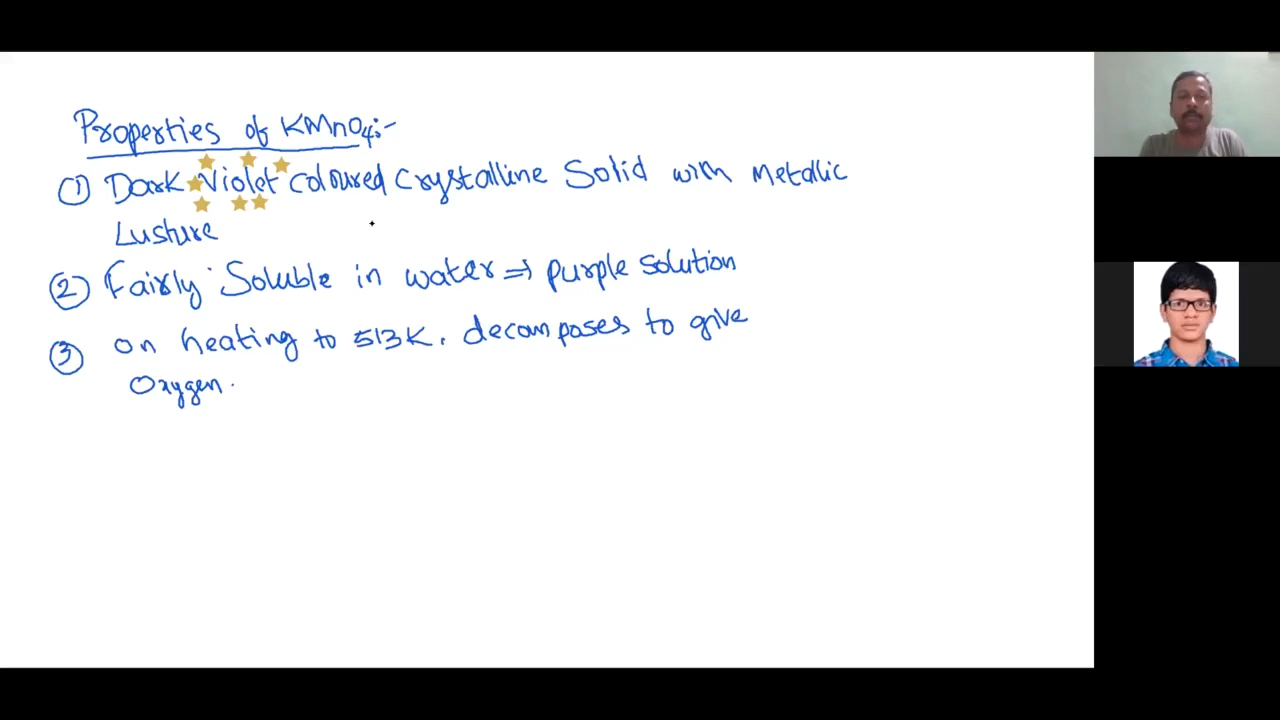 Properties of KMnO4:-
① Dark Violet coloured crystalline Solid with Metallic
Lusture
② Fairly Soluble in water ⇒ purple solution
③ on heating to 513K, decomposes to give
Oxygen.